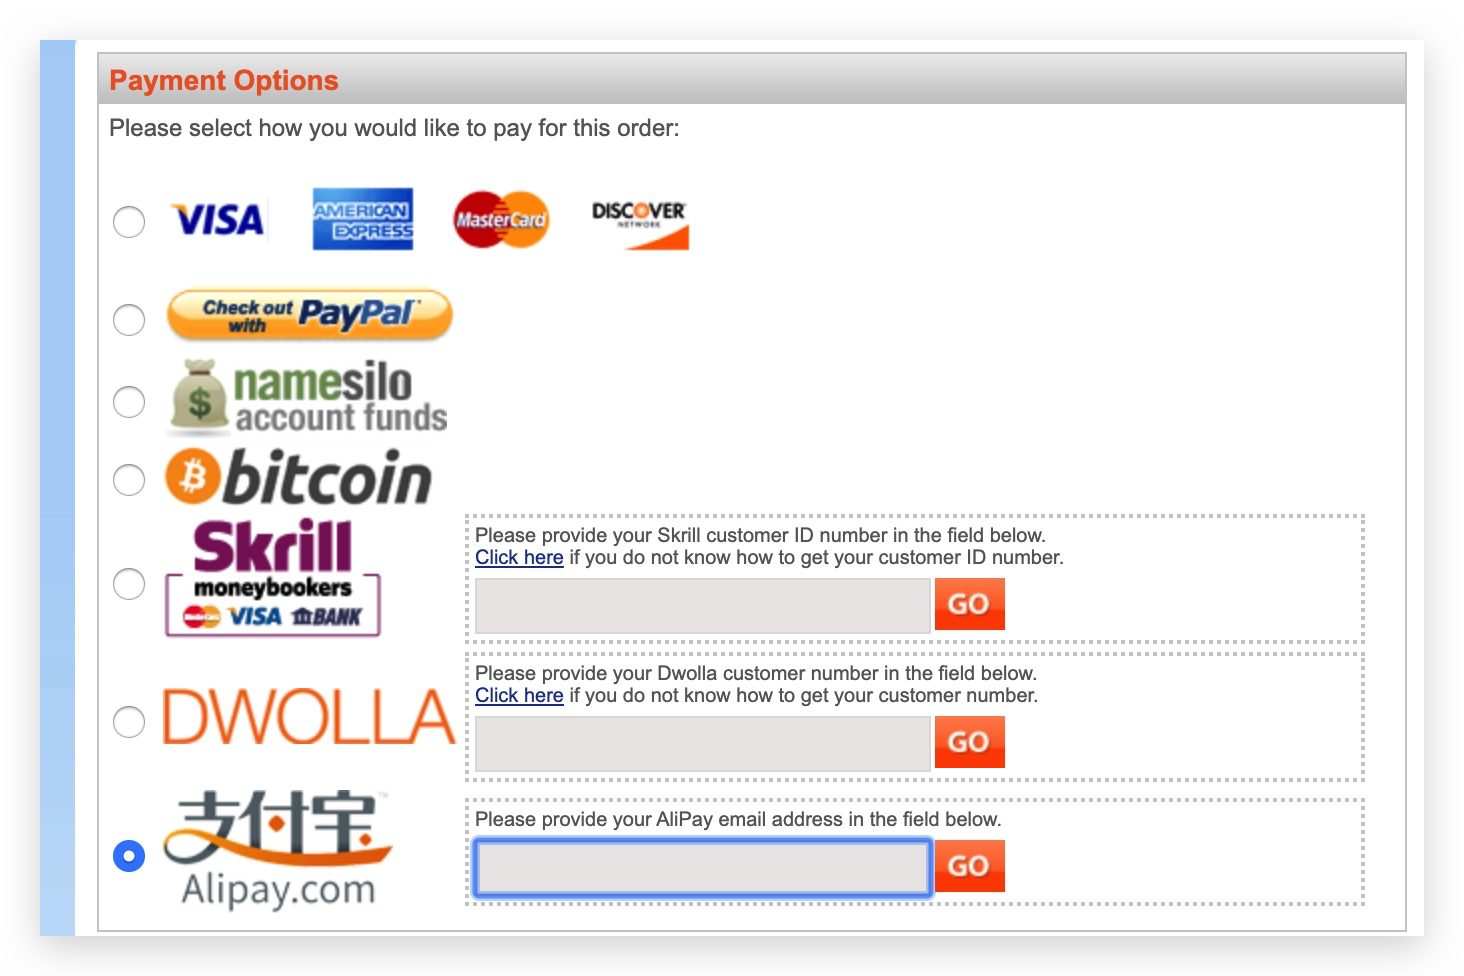 Payment Options
Please select how you would like to pay for this order:
VISA
AMERICAN
EXPRESS
MasterCard
DISCOVER
NETWORK
Check out
with
PayPal
namesilo
$
account funds
bitcoin
Skrill
moneybookers
MasterCard VISA BANK
Please provide your Skrill customer ID number in the field below.
Click here if you do not know how to get your customer ID number.
GO
DWOLLA
Please provide your Dwolla customer number in the field below.
Click here if you do not know how to get your customer number.
GO
支付宝™
Alipay.com
Please provide your AliPay email address in the field below.
GO